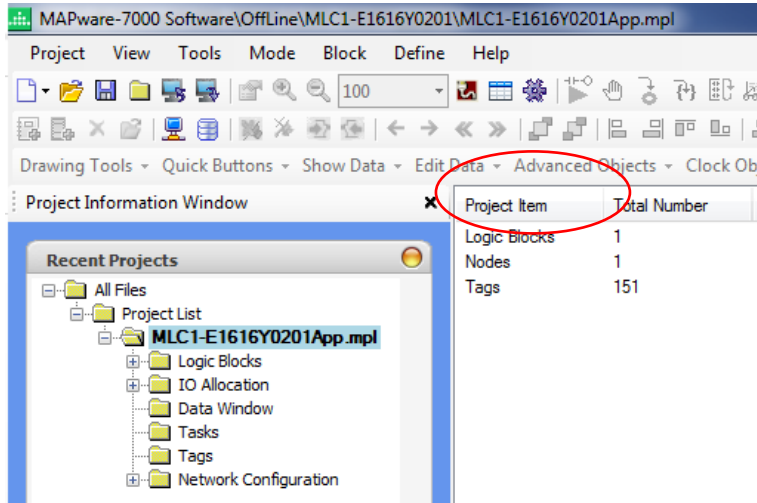 MAPware-7000 Software\OffLine\MLC1-E1616Y0201\MLC1-E1616Y0201App.mpl
Project View Tools Mode Block Define Help
100
Drawing Tools Quick Buttons Show Data Edit Data Advanced Objects Clock Ob
Project Information Window
Project Item Total Number
Logic Blocks 1
Nodes 1
Tags 151
Recent Projects
All Files
Project List
MLC1-E1616Y0201App.mpl
Logic Blocks
IO Allocation
Data Window
Tasks
Tags
Network Configuration